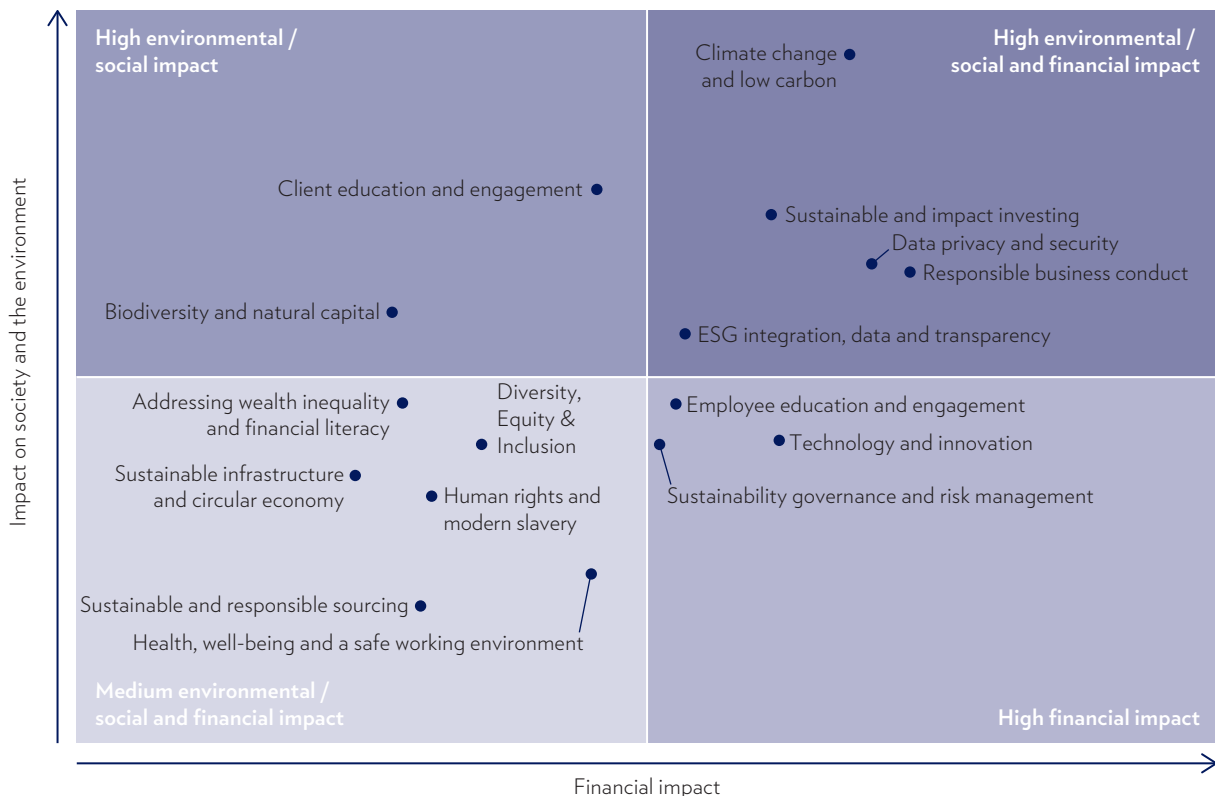 High environmental /
social impact
Climate change
and low carbon
High environmental /
social and financial impact
Client education and engagement
Sustainable and impact investing
Data privacy and security
Responsible business conduct
Biodiversity and natural capital
ESG integration, data and transparency
Impact on society and the environment
Addressing wealth inequality
and financial literacy
Diversity,
Equity &
Inclusion
Employee education and engagement
Technology and innovation
Sustainable infrastructure
and circular economy
Human rights and
modern slavery
Sustainability governance and risk management
Sustainable and responsible sourcing
Health, well-being and a safe working environment
Medium environmental /
social and financial impact
High financial impact
Financial impact